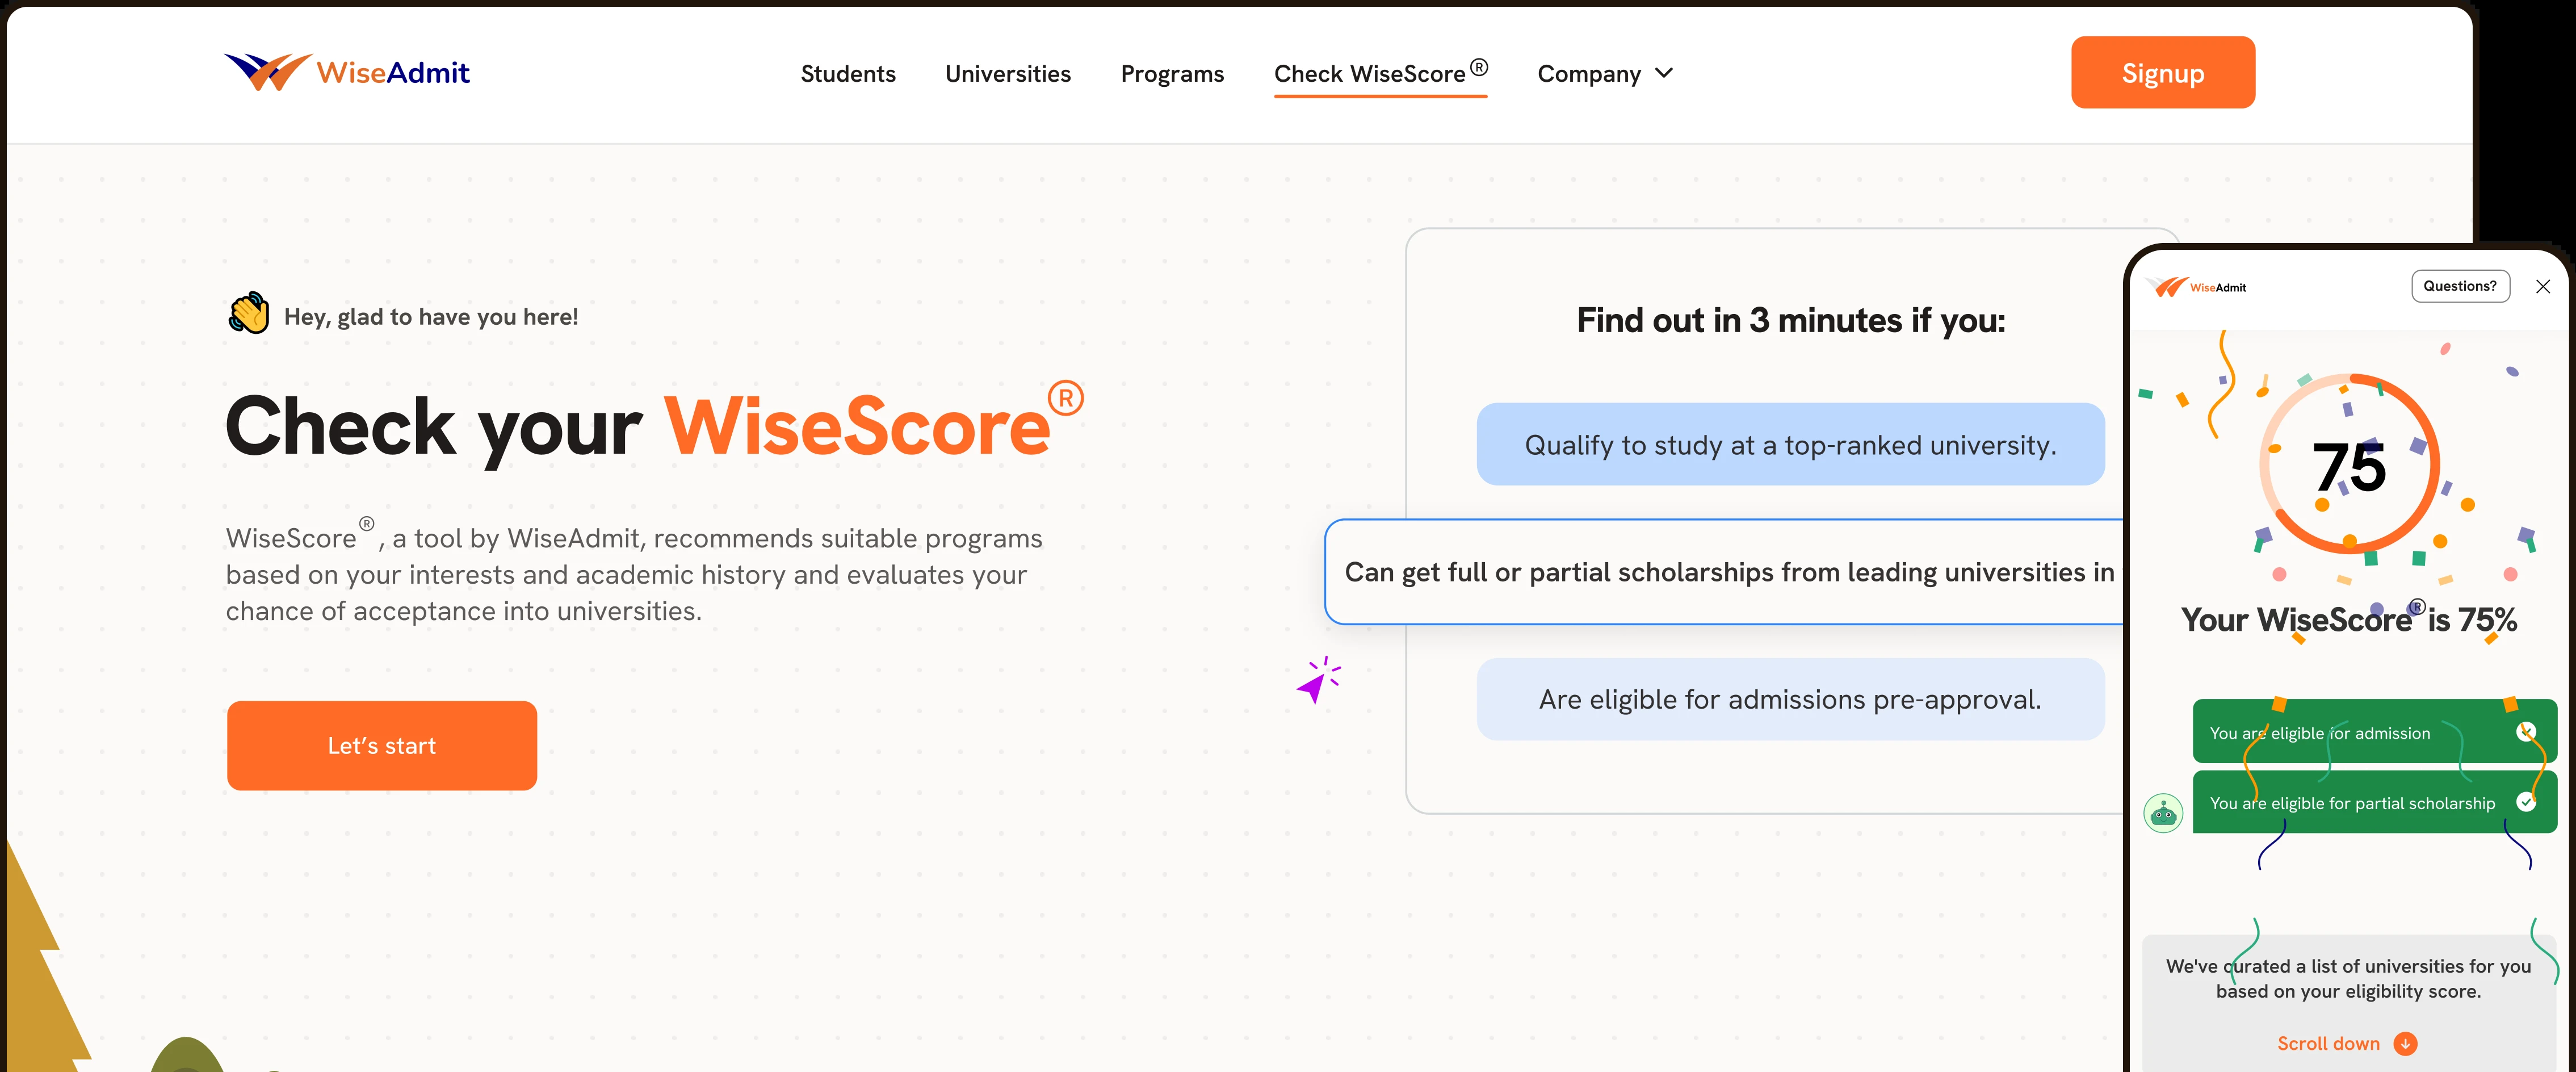 WiseAdmit
Students
Universities
Programs
Check WiseScore®
Company
Signup
Hey, glad to have you here!
Check your WiseScore®
WiseScore®, a tool by WiseAdmit, recommends suitable programs
based on your interests and academic history and evaluates your
chance of acceptance into universities.
Let’s start
Find out in 3 minutes if you:
Qualify to study at a top-ranked university.
Can get full or partial scholarships from leading universities in
Are eligible for admissions pre-approval.
WiseAdmit
Questions?
75
Your WiseScore® is 75%
You are eligible for admission
You are eligible for partial scholarship
We've curated a list of universities for you
based on your eligibility score.
Scroll down